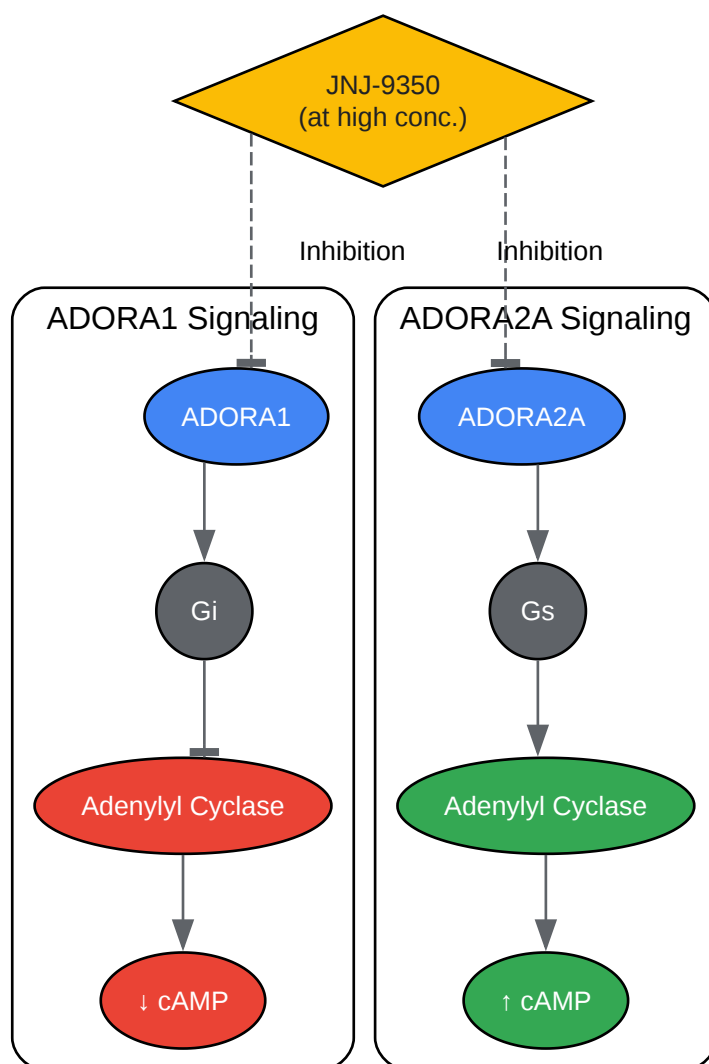 JNJ-9350
(at high conc.)
Inhibition
Inhibition
ADORA1 Signaling
ADORA2A Signaling
ADORA1
ADORA2A
Gi
Gs
Adenylyl Cyclase
Adenylyl Cyclase
↓ cAMP
↑ cAMP